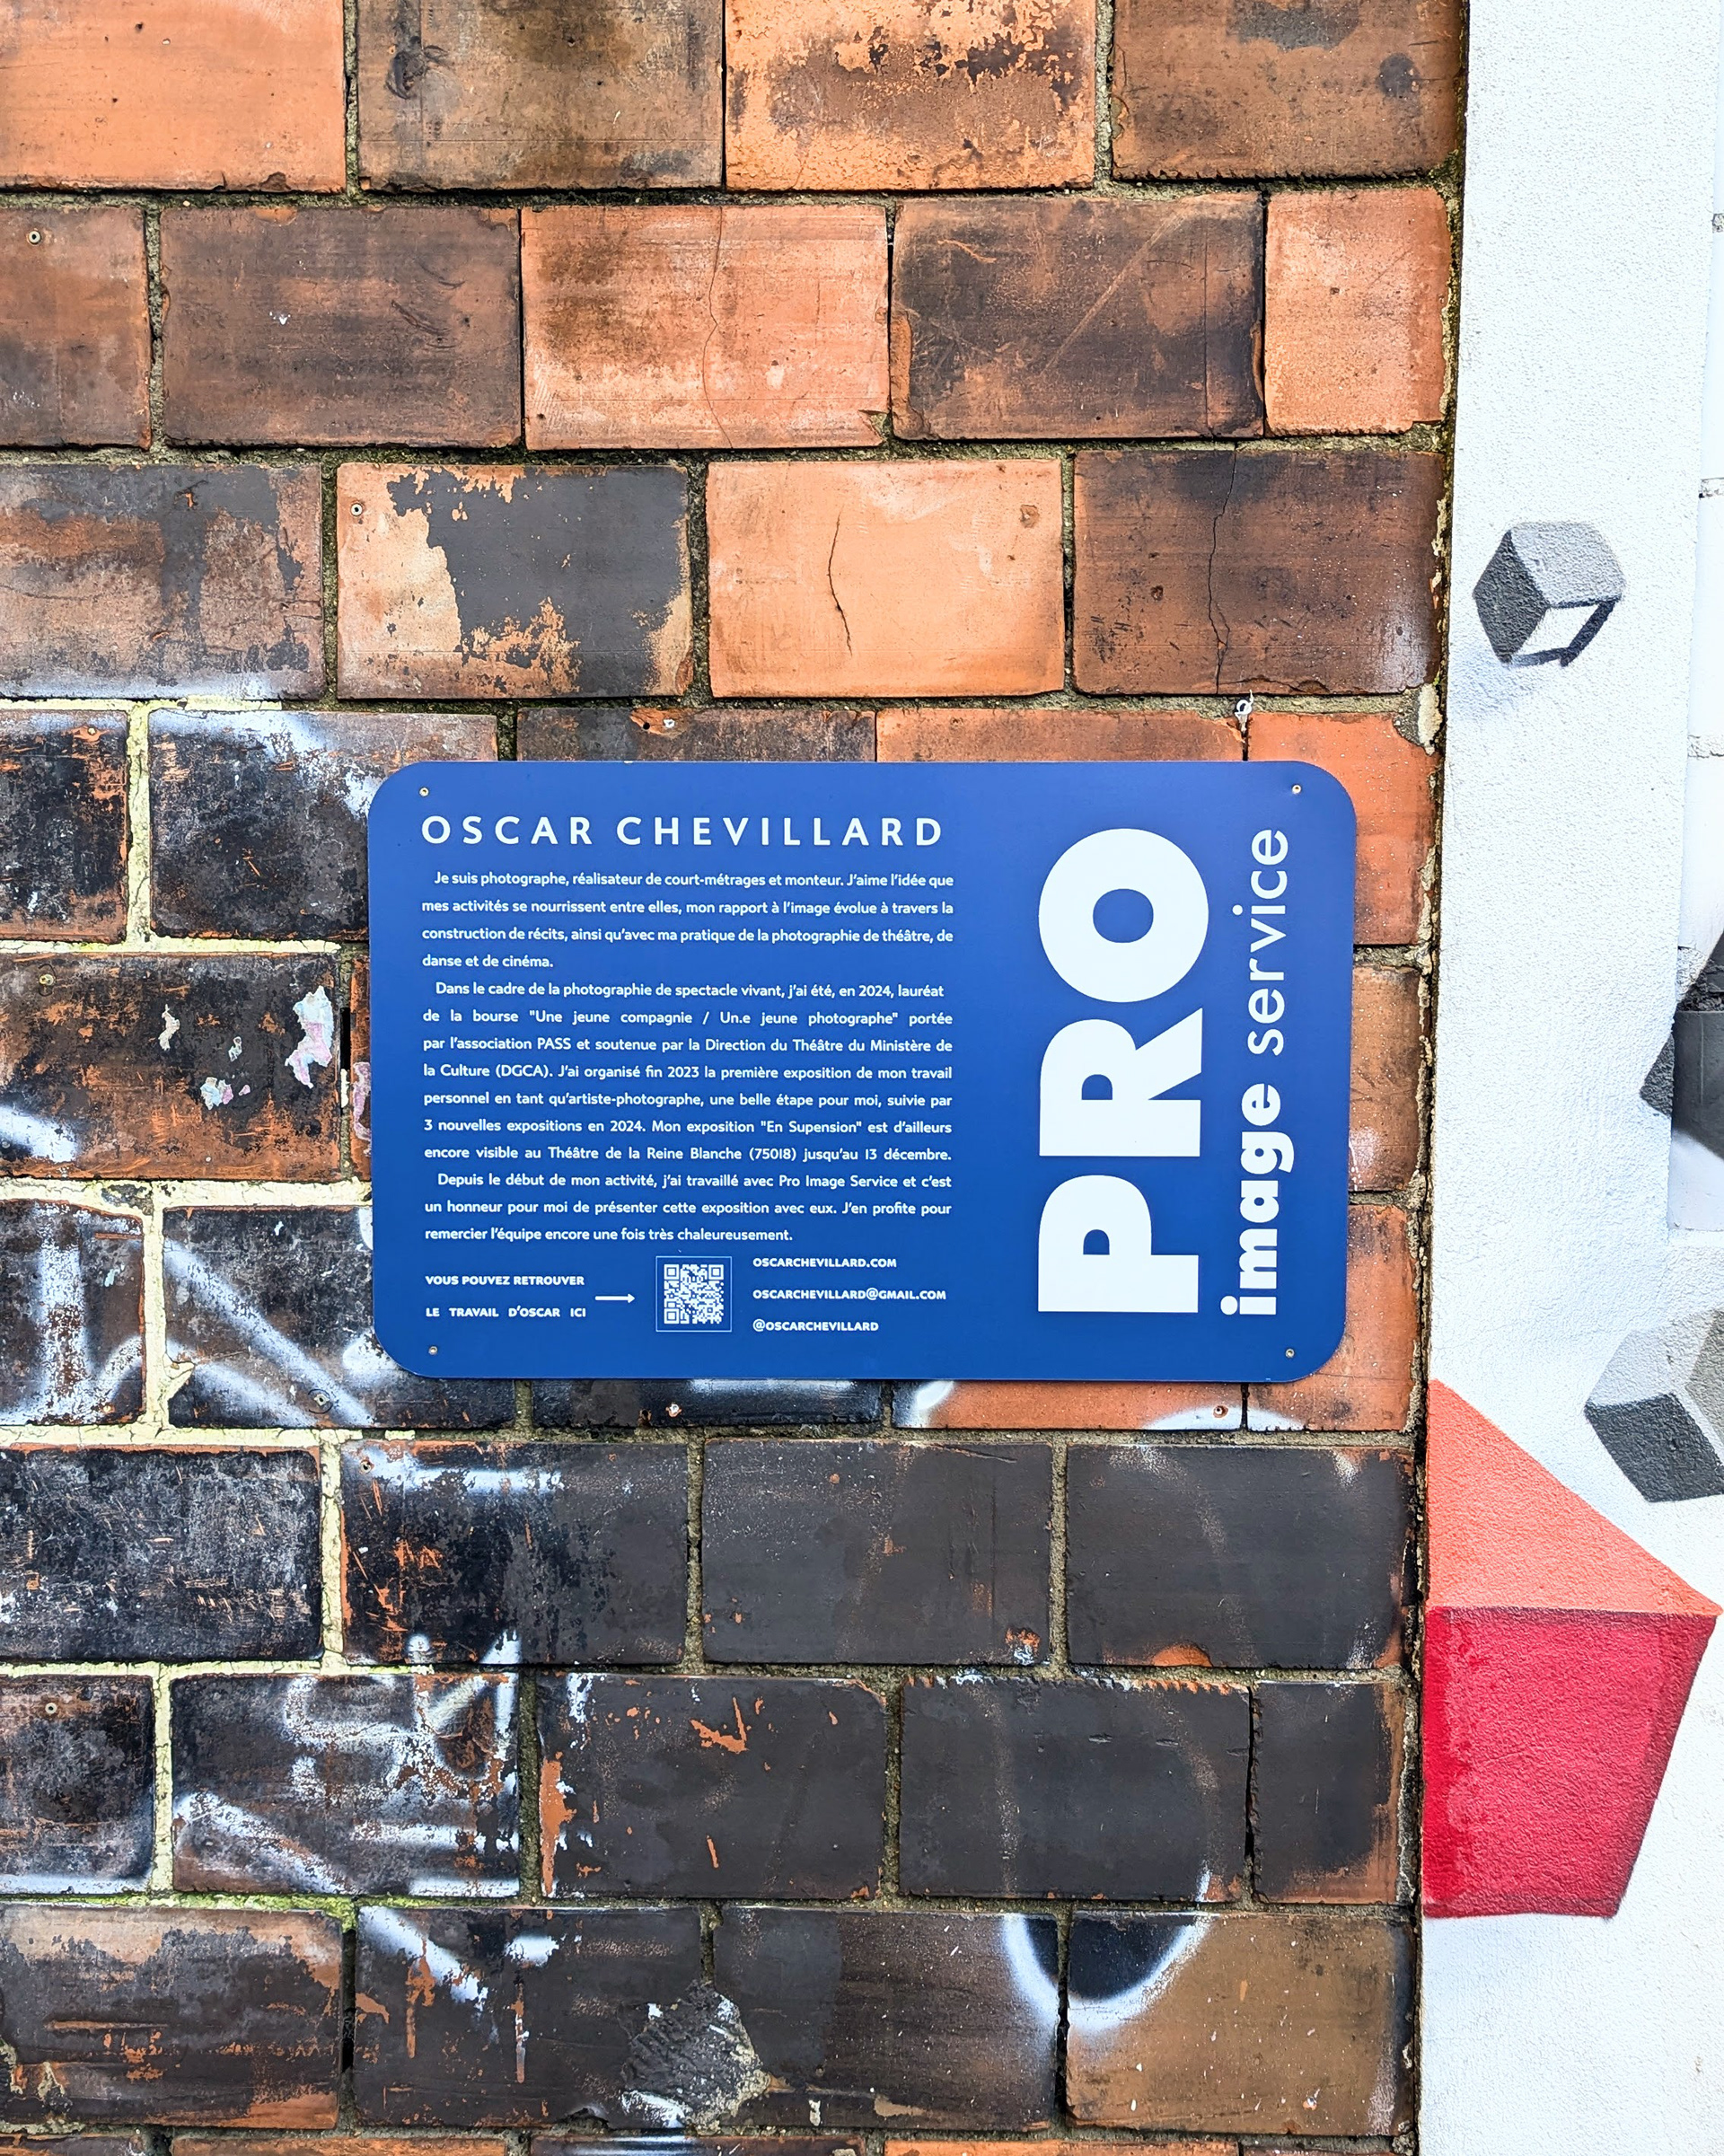 OSCAR CHEVILLARD
Je suis photographe, réalisateur de court-métrages et monteur. J'aime l'idée que
mes activités se nourrissent entre elles, mon rapport à l'image évolue à travers la
construction de récits, ainsi qu'avec ma pratique de la photographie de théâtre, de
danse et de cinéma.
Dans le cadre de la photographie de spectacle vivant, j'ai été, en 2024, lauréat
de la bourse "Une jeune compagnie / Un.e jeune photographe" portée
par l'association PASS et soutenue par la Direction du Théâtre du Ministère de
la Culture (DGCA). J'ai organisé fin 2023 la première exposition de mon travail
personnel en tant qu'artiste-photographe, une belle étape pour moi, suivie par
3 nouvelles expositions en 2024. Mon exposition "En Supension" est d'ailleurs
encore visible au Théâtre de la Reine Blanche (75018) jusqu'au 13 décembre.
Depuis le début de mon activité, j'ai travaillé avec Pro Image Service et c'est
un honneur pour moi de présenter cette exposition avec eux. J'en profite pour
remercier l'équipe encore une fois très chaleureusement.
VOUS POUVEZ RETROUVER
LE TRAVAIL D'OSCAR ICI
OSCARCHEVILLARD.COM
OSCARCHEVILLARD@GMAIL.COM
@OSCARCHEVILLARD
PRO
image service